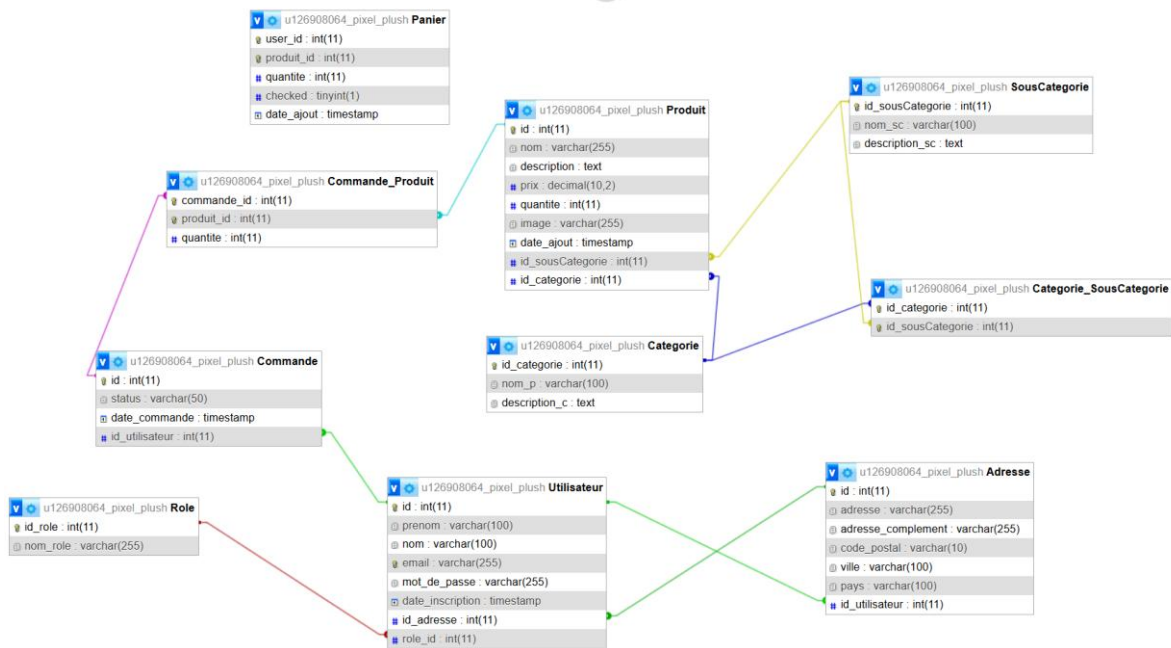 u126908064_pixel_plush Panier
user_id : int(11)
produit_id : int(11)
quantite : int(11)
checked : tinyint(1)
date_ajout : timestamp
u126908064_pixel_plush Produit
id : int(11)
nom : varchar(255)
description : text
prix : decimal(10,2)
quantite : int(11)
image : varchar(255)
date_ajout : timestamp
id_sousCategorie : int(11)
id_categorie : int(11)
u126908064_pixel_plush SousCategorie
id_sousCategorie : int(11)
nom_sc : varchar(100)
description_sc : text
u126908064_pixel_plush Commande_Produit
commande_id : int(11)
produit_id : int(11)
quantite : int(11)
u126908064_pixel_plush Categorie_SousCategorie
id_categorie : int(11)
id_sousCategorie : int(11)
u126908064_pixel_plush Categorie
id_categorie : int(11)
nom_p : varchar(100)
description_c : text
u126908064_pixel_plush Commande
id : int(11)
status : varchar(50)
date_commande : timestamp
id_utilisateur : int(11)
u126908064_pixel_plush Role
id_role : int(11)
nom_role : varchar(255)
u126908064_pixel_plush Utilisateur
id : int(11)
prenom : varchar(100)
nom : varchar(100)
email : varchar(255)
mot_de_passe : varchar(255)
date_inscription : timestamp
id_adresse : int(11)
role_id : int(11)
u126908064_pixel_plush Adresse
id : int(11)
adresse : varchar(255)
adresse_complement : varchar(255)
code_postal : varchar(10)
ville : varchar(100)
pays : varchar(100)
id_utilisateur : int(11)